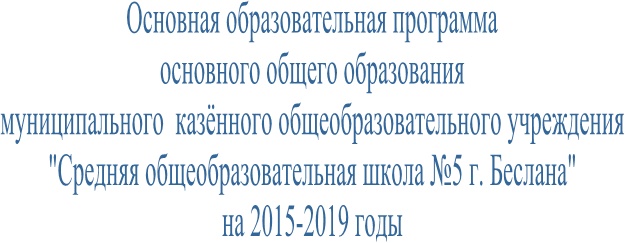 Основная образовательная программа
основного общего образования
муниципального казённого общеобразовательного учреждения
"Средняя общеобразовательная школа №5 г. Беслана"
на 2015-2019 годы